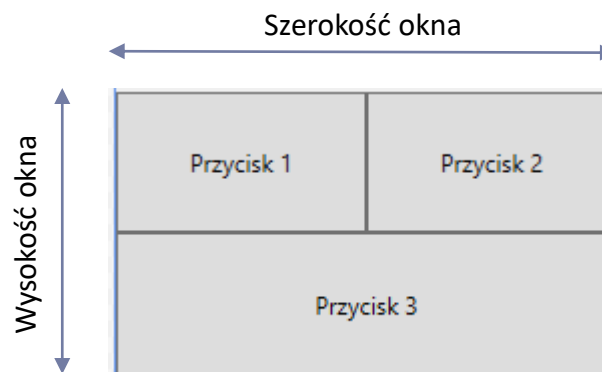 Szerokość okna
Wysokość okna
Przycisk 1
Przycisk 2
Przycisk 3